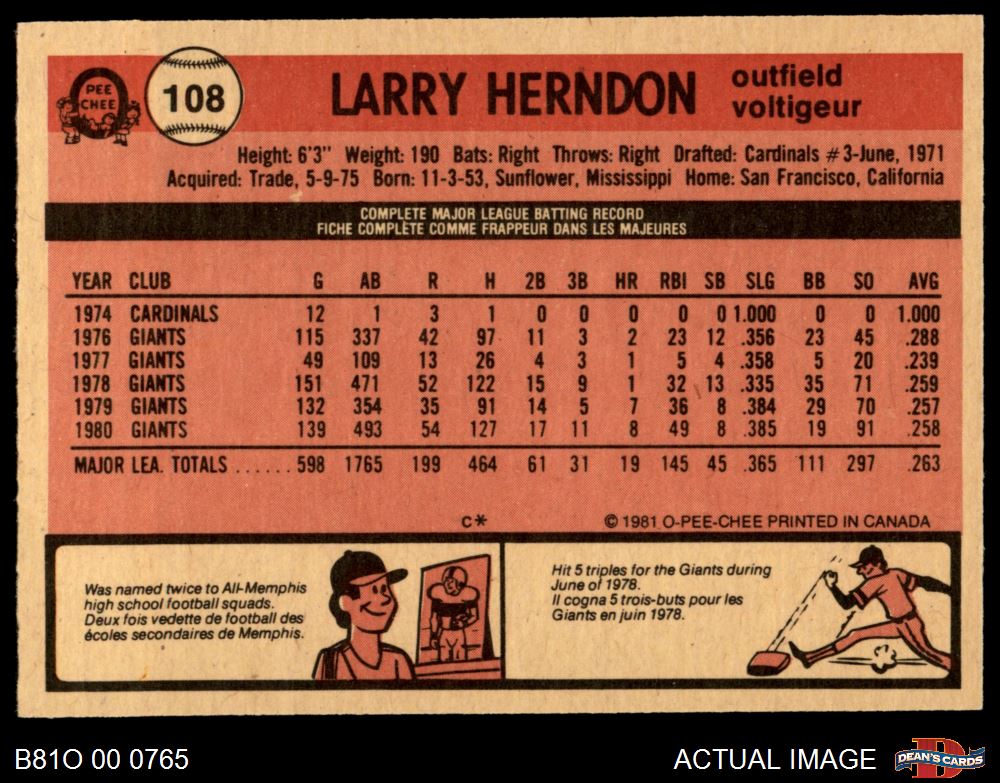 O
PEE
CHEE
108
LARRY HERNDON
outfield
voltigeur
Height: 6'3" Weight: 190 Bats: Right Throws: Right Drafted: Cardinals #3-June, 1971
Acquired: Trade, 5-9-75 Born: 11-3-53, Sunflower, Mississippi Home: San Francisco, California
COMPLETE MAJOR LEAGUE BATTING RECORD
FICHE COMPLÈTE COMME FRAPPEUR DANS LES MAJEURES
YEAR CLUB G AB R H 2B 3B HR RBI SB SLG BB SO AVG
1974 CARDINALS 12 1 3 1 0 0 0 0 0 1.000 0 0 1.000
1976 GIANTS 115 337 42 97 11 3 2 23 12 .356 23 45 .288
1977 GIANTS 49 109 13 26 4 3 1 5 4 .358 5 20 .239
1978 GIANTS 151 471 52 122 15 9 1 32 13 .335 35 71 .259
1979 GIANTS 132 354 35 91 14 5 7 36 8 .384 29 70 .257
1980 GIANTS 139 493 54 127 17 11 8 49 8 .385 19 91 .258
MAJOR LEA. TOTALS ...... 598 1765 199 464 61 31 19 145 45 .365 111 297 .263
C* © 1981 O-PEE-CHEE PRINTED IN CANADA
Was named twice to All-Memphis
high school football squads.
Deux fois vedette de football des
écoles secondaires de Memphis.
Hit 5 triples for the Giants during
June of 1978.
Il cogna 5 trois-buts pour les
Giants en juin 1978.
B81O 00 0765
ACTUAL IMAGE
D
DEAN'S CARDS